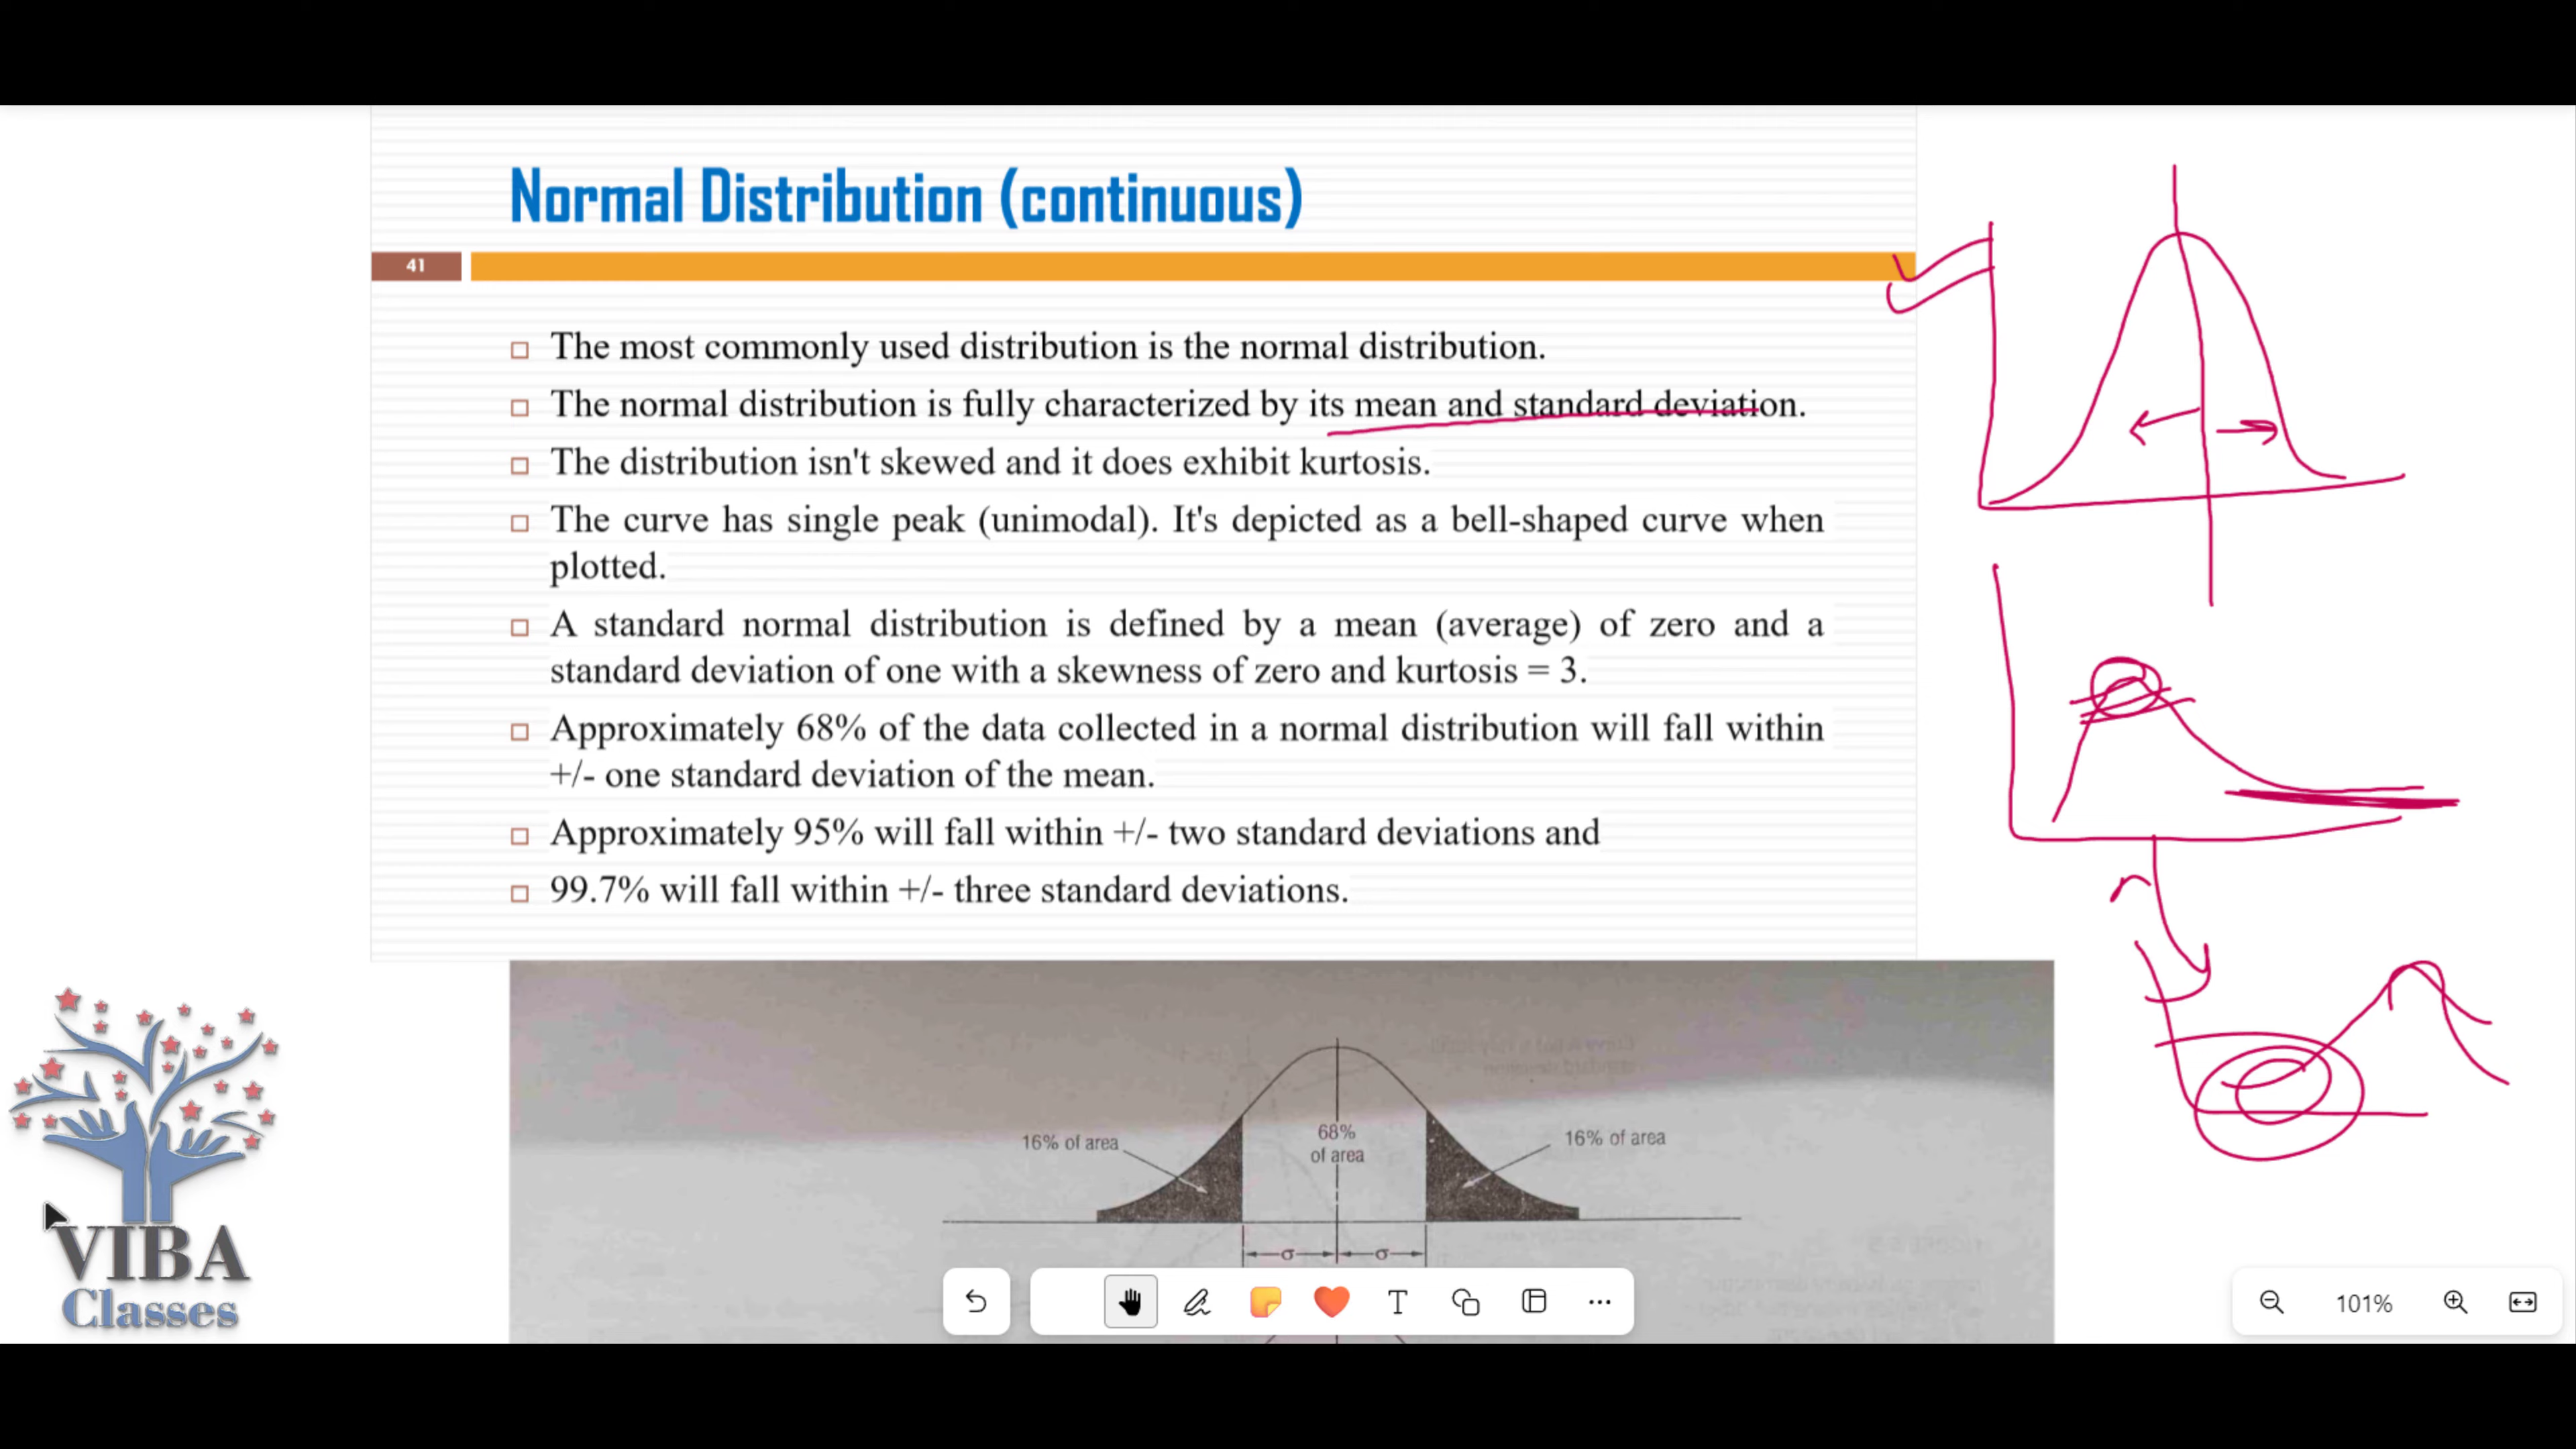 Normal Distribution (continuous)
41
□ The most commonly used distribution is the normal distribution.
□ The normal distribution is fully characterized by its mean and standard deviation.
□ The distribution isn't skewed and it does exhibit kurtosis.
□ The curve has single peak (unimodal). It's depicted as a bell-shaped curve when
plotted.
□ A standard normal distribution is defined by a mean (average) of zero and a
standard deviation of one with a skewness of zero and kurtosis = 3.
□ Approximately 68% of the data collected in a normal distribution will fall within
+/- one standard deviation of the mean.
□ Approximately 95% will fall within +/- two standard deviations and
□ 99.7% will fall within +/- three standard deviations.
16% of area
68%
of area
16% of area
σ σ
VIBA
Classes
T
101%